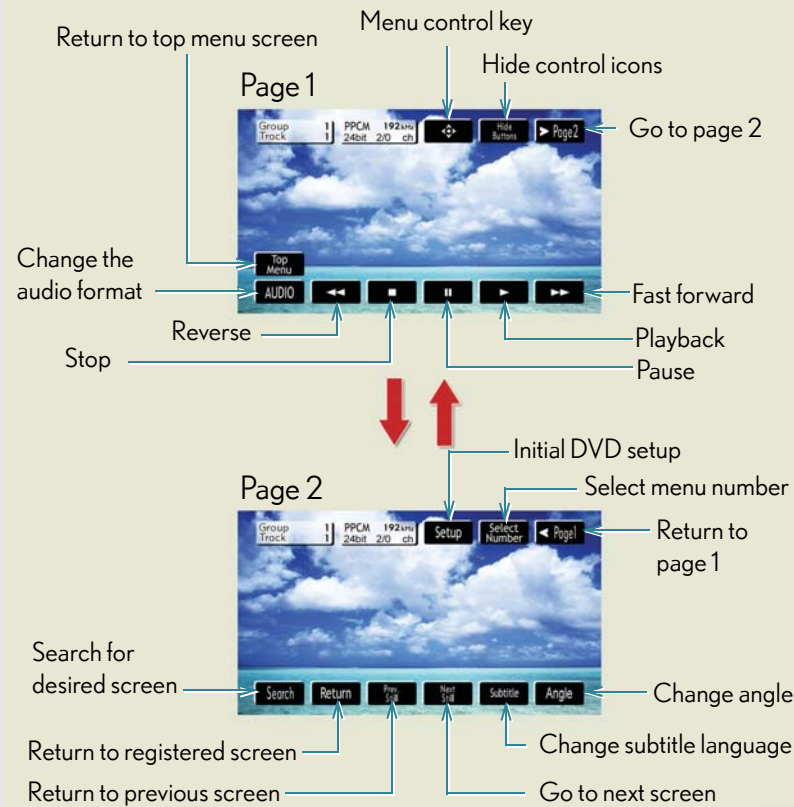 Menu control key
Return to top menu screen
Hide control icons
Page 1
Group 1
Track 1
PPCM 192kHz
24bit 2/0 ch
Hide
Buttons
> Page2
Go to page 2
Top
Menu
Change the
audio format
AUDIO
Fast forward
Reverse
Playback
Stop
Pause
Initial DVD setup
Page 2
Select menu number
Group 1
Track 1
PPCM 192kHz
24bit 2/0 ch
Setup
Select
Number
< Page1
Return to
page 1
Search for
desired screen
Search
Return
Prev.
Still
Next
Still
Subtitle
Angle
Change angle
Return to registered screen
Change subtitle language
Return to previous screen
Go to next screen